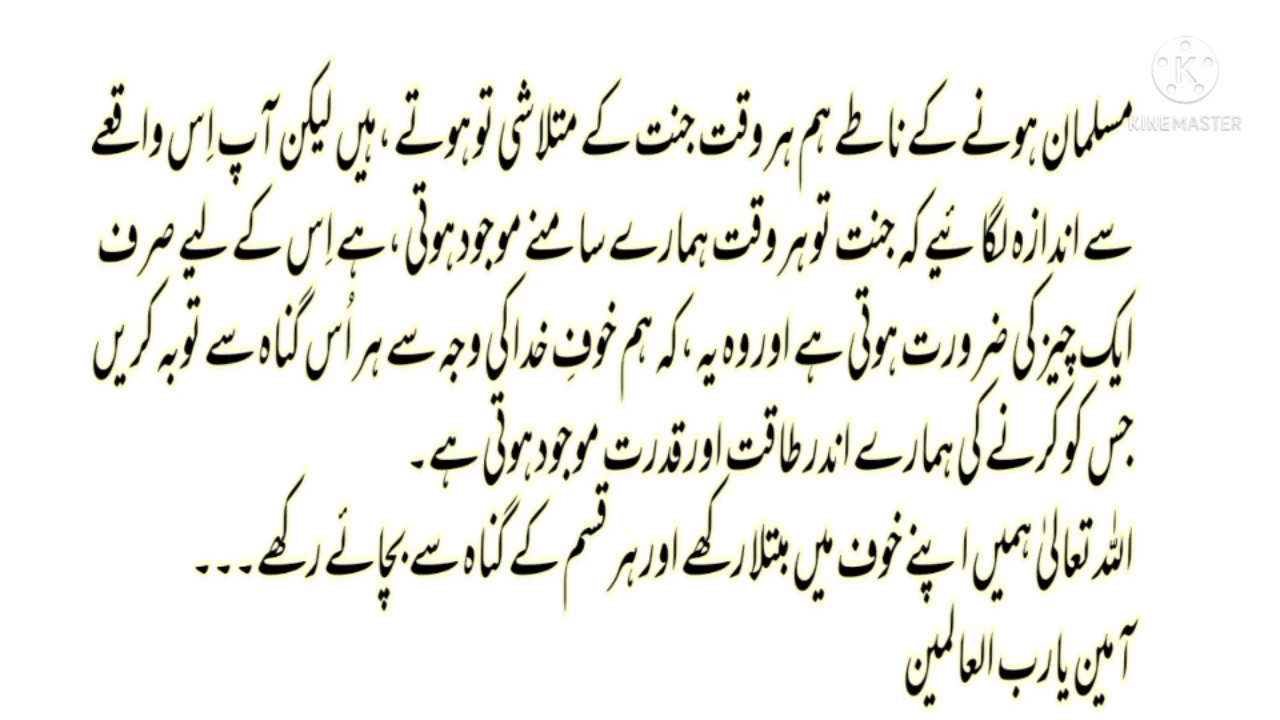 مسلمان ہونے کے ناطے ہم ہر وقت جنت کے متلاشی تو ہوتے ،ہیں لیکن آپ اِس واقعے
سے اندازہ لگائیے کہ جنت تو ہر وقت ہمارے سامنے موجود ہوتی ،ہے اِس کے لیے صرف
ایک چیز کی ضرورت ہوتی ہے اور وہ یہ ،کہ ہم خوفِ خدا کی وجہ سے ہر اُس گناہ سے توبہ کریں
جس کو کرنے کی ہمارے اندر طاقت اور قدرت موجود ہوتی ہے۔
اللہ تعالیٰ ہمیں اپنے خوف میں مبتلا رکھے اور ہر قسم کے گناہ سے بچائے رکھے۔۔۔
آمین یا رب العالمین
KINEMASTER